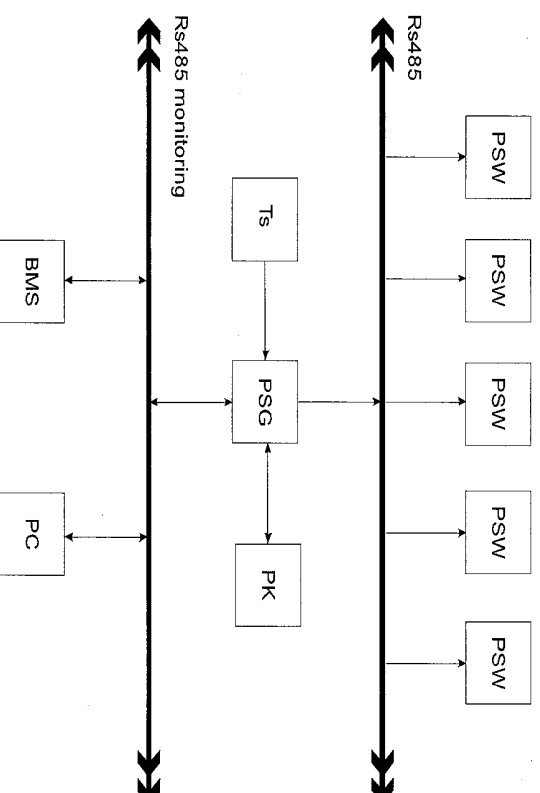 PSW
PSW
PSW
PSW
PSW
Rs485
Ts
PSG
PK
Rs485 monitoring
BMS
PC